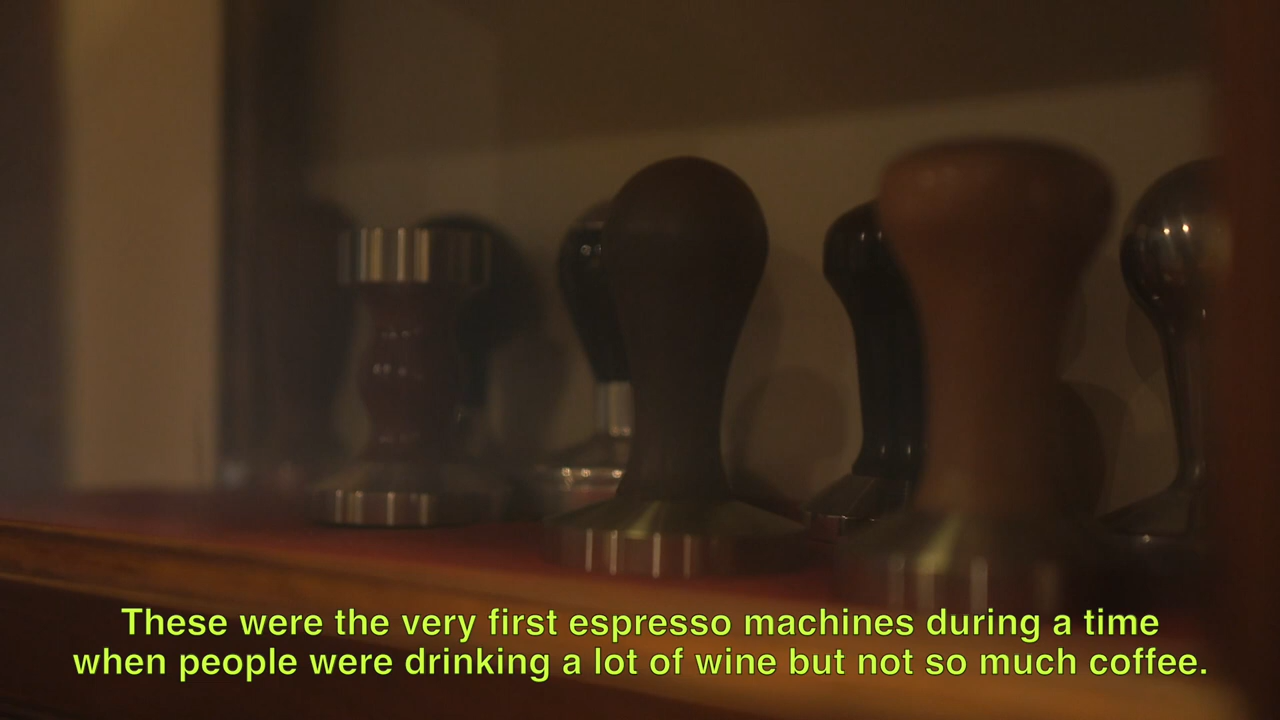 These were the very first espresso machines during a time
when people were drinking a lot of wine but not so much coffee.